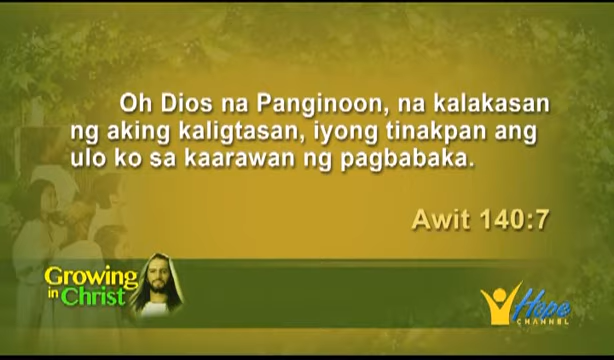 Oh Dios na Panginoon, na kalakasan
ng aking kaligtasan, iyong tinakpan ang
ulo ko sa kaarawan ng pagbabaka.
Awit 140:7
Growing
in Christ
Hope
CHANNEL